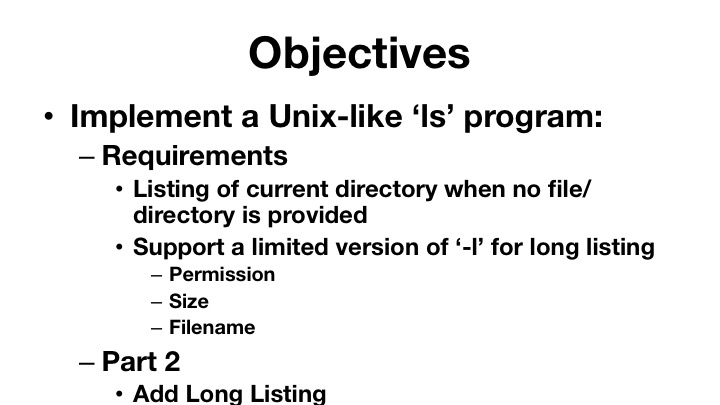 Objectives
• Implement a Unix-like ‘ls’ program:
– Requirements
• Listing of current directory when no file/
directory is provided
• Support a limited version of ‘-l’ for long listing
– Permission
– Size
– Filename
– Part 2
• Add Long Listing